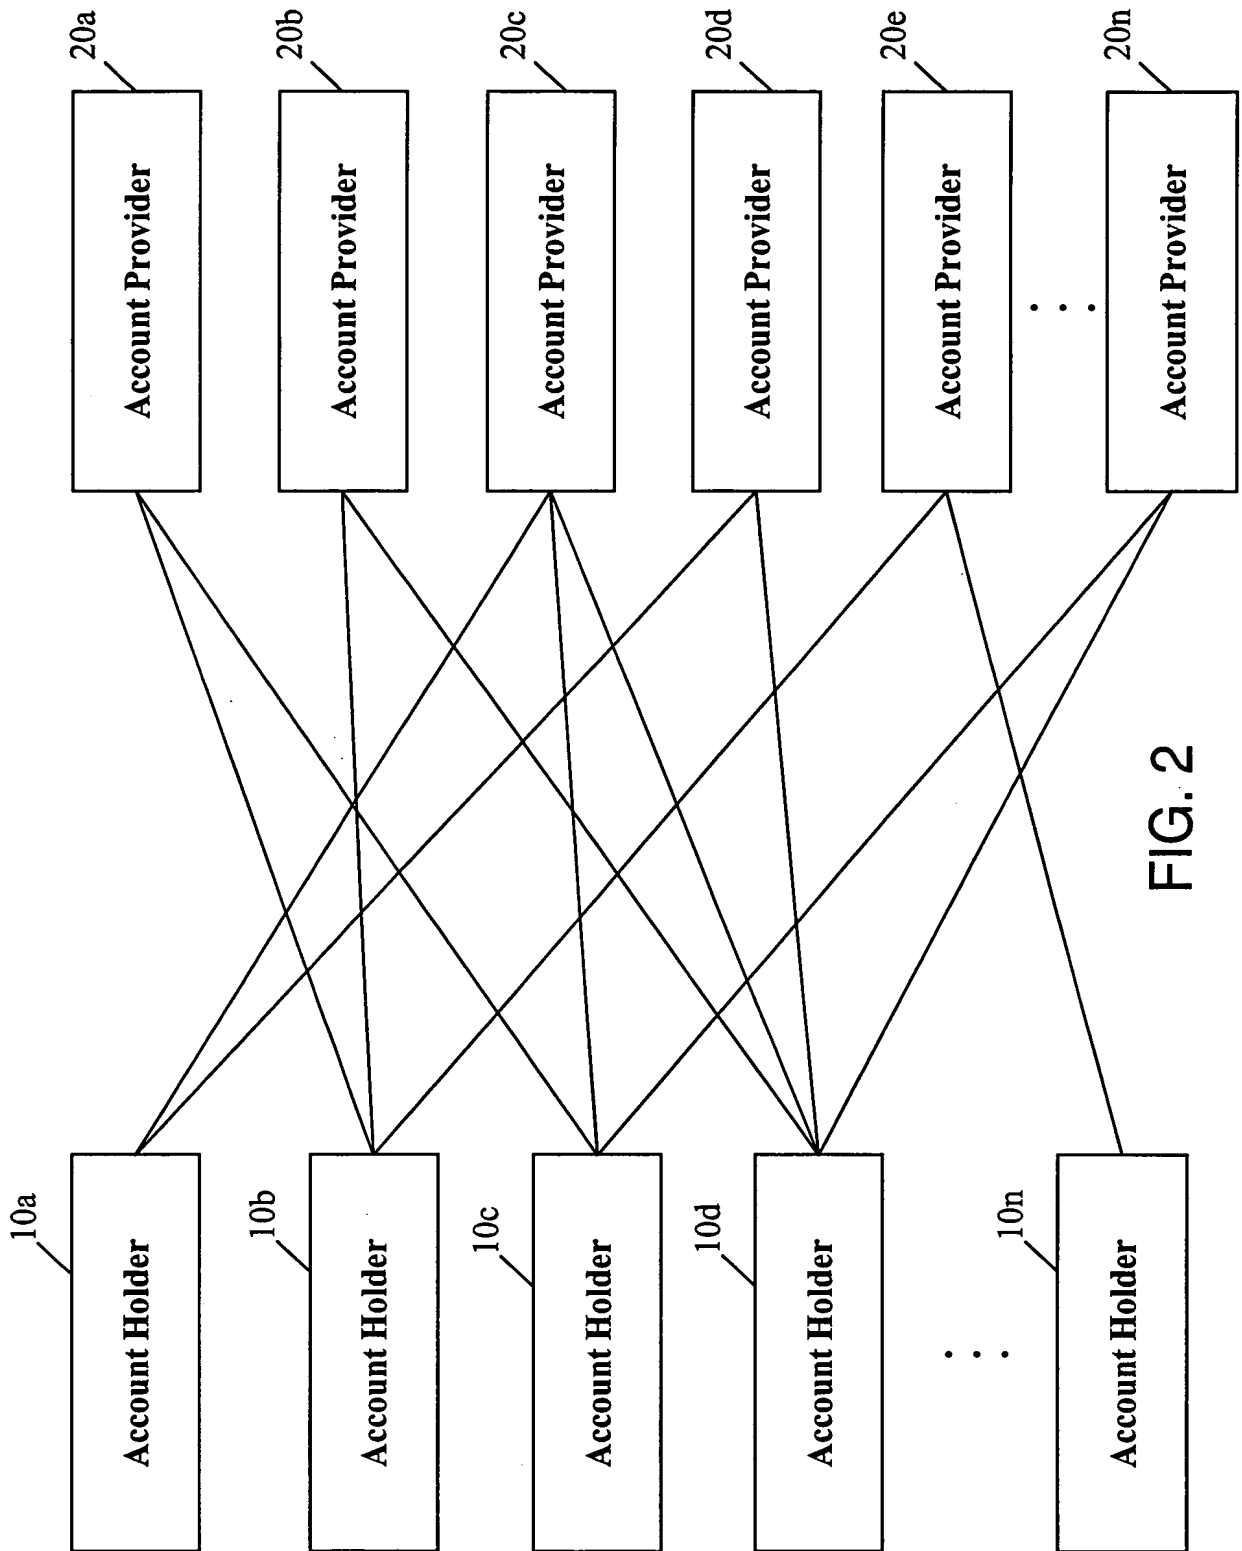 10a
Account Holder
10b
Account Holder
10c
Account Holder
10d
Account Holder
. . .
10n
Account Holder
Account Provider
20a
Account Provider
20b
Account Provider
20c
Account Provider
20d
Account Provider
20e
. . .
Account Provider
20n
FIG. 2